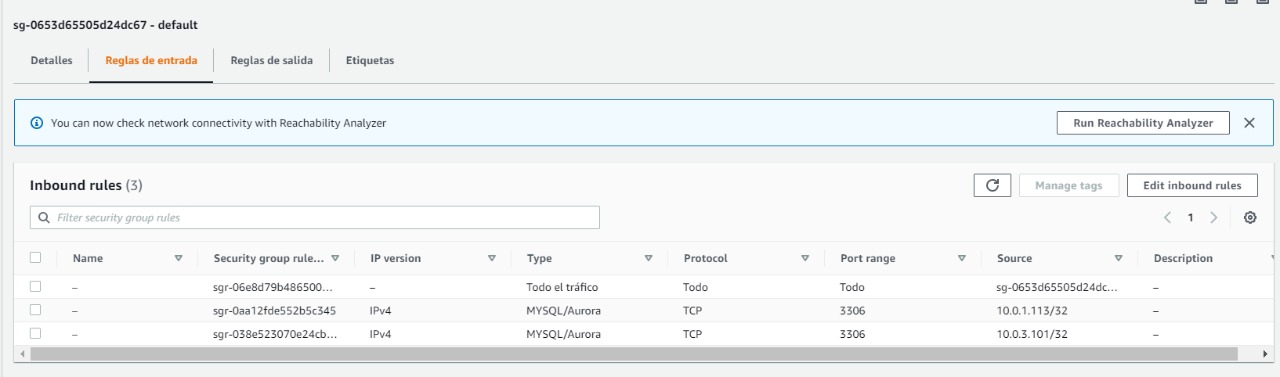 sg-0653d65505d24dc67 - default
Detalles Reglas de entrada Reglas de salida Etiquetas
You can now check network connectivity with Reachability Analyzer Run Reachability Analyzer
Inbound rules (3) Manage tags Edit inbound rules
Filter security group rules 1
Name Security group rule... IP version Type Protocol Port range Source Description
– sgr-06e8d79b486500... – Todo el tráfico Todo Todo sg-0653d65505d24dc... –
– sgr-0aa12fde552b5c345 IPv4 MYSQL/Aurora TCP 3306 10.0.1.113/32 –
– sgr-038e523070e24cb... IPv4 MYSQL/Aurora TCP 3306 10.0.3.101/32 –